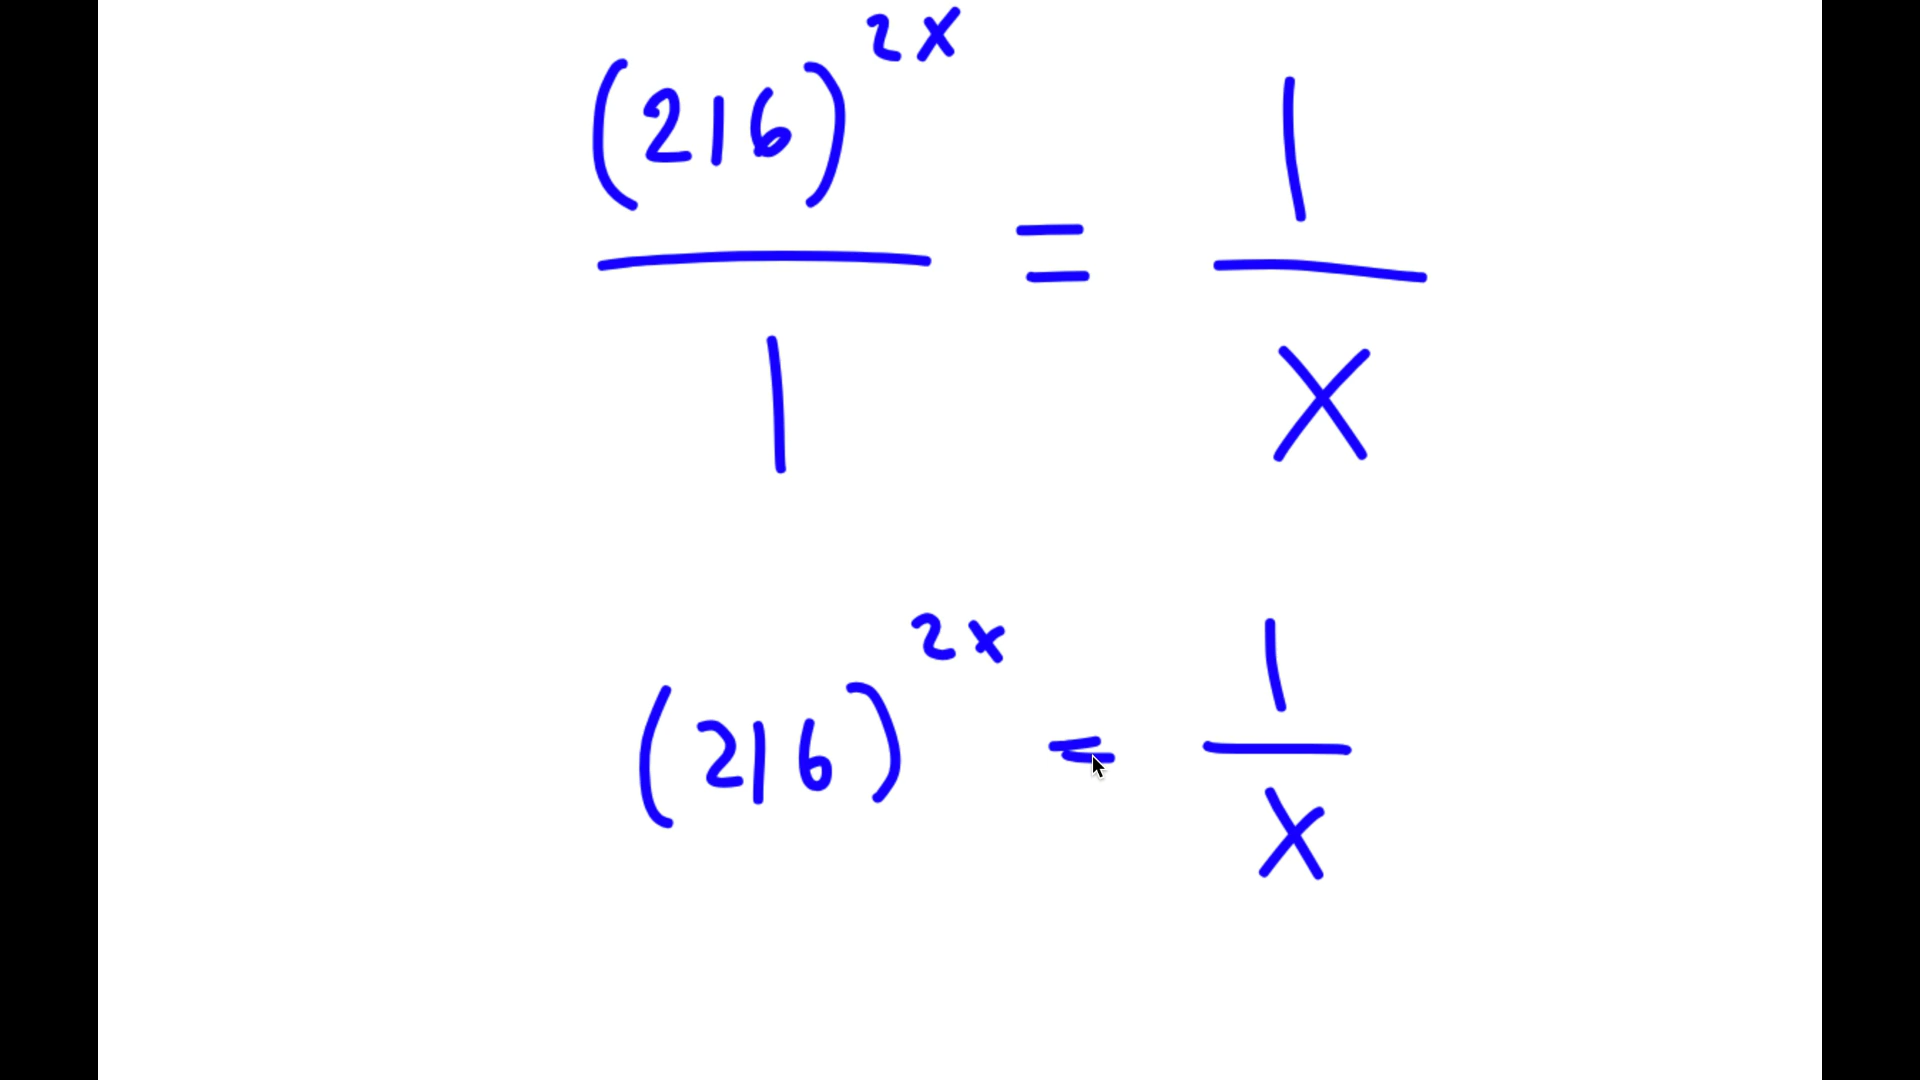 (216)^{2x} / 1 = 1 / x
(216)^{2x} = 1 / x